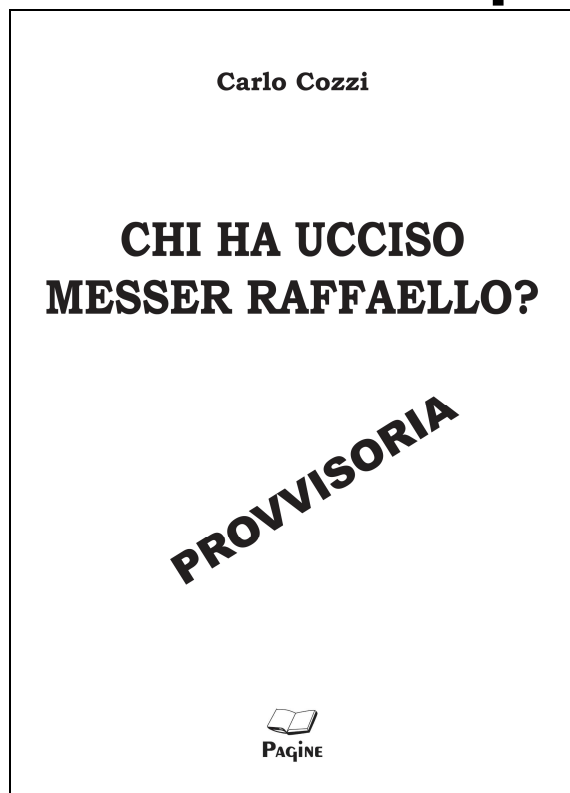 Carlo Cozzi
CHI HA UCCISO
MESSER RAFFAELLO?
PROVVISORIA
PAGINE